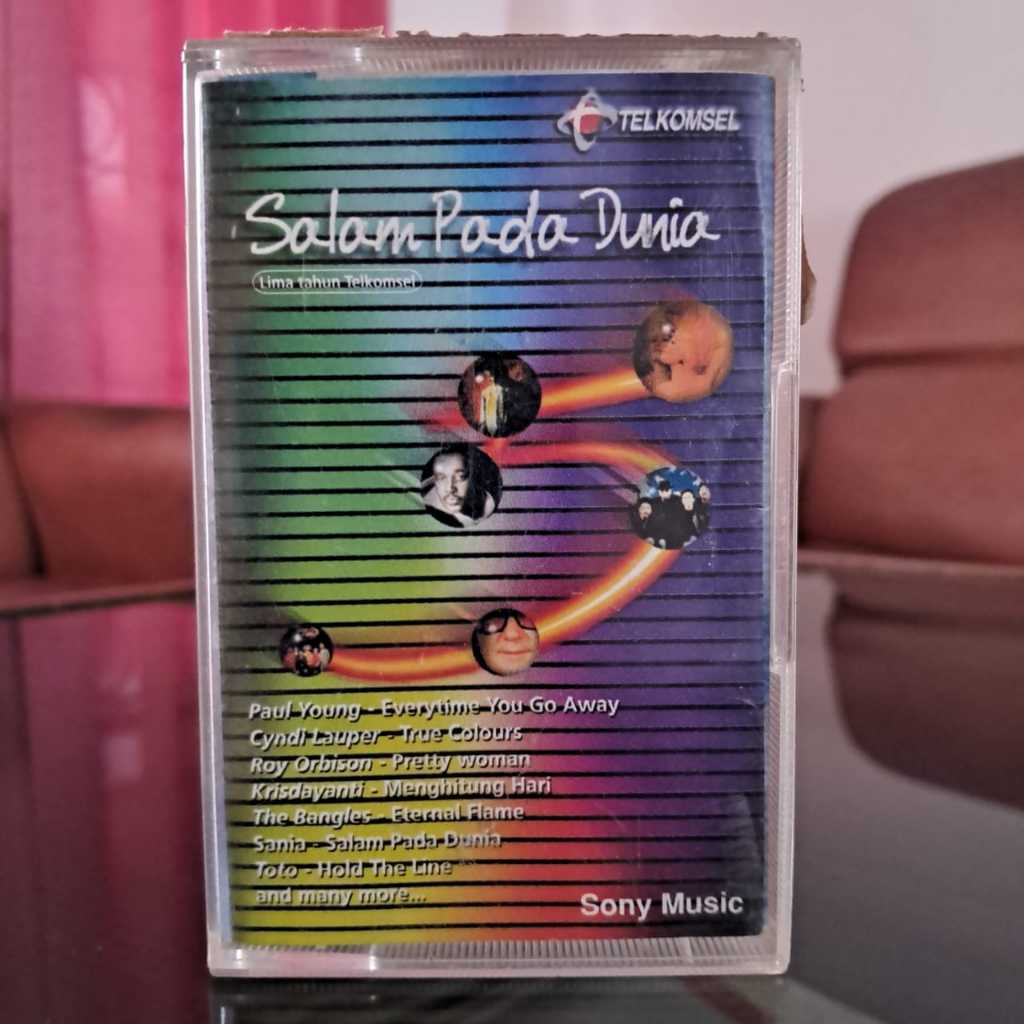 TELKOMSEL
Salam Pada Dunia
Lima tahun Telkomsel
Paul Young - Everytime You Go Away
Cyndi Lauper - True Colours
Roy Orbison - Pretty woman
Krisdayanti - Menghitung Hari
The Bangles - Eternal Flame
Sania - Salam Pada Dunia
Toto - Hold The Line
and many more...
Sony Music